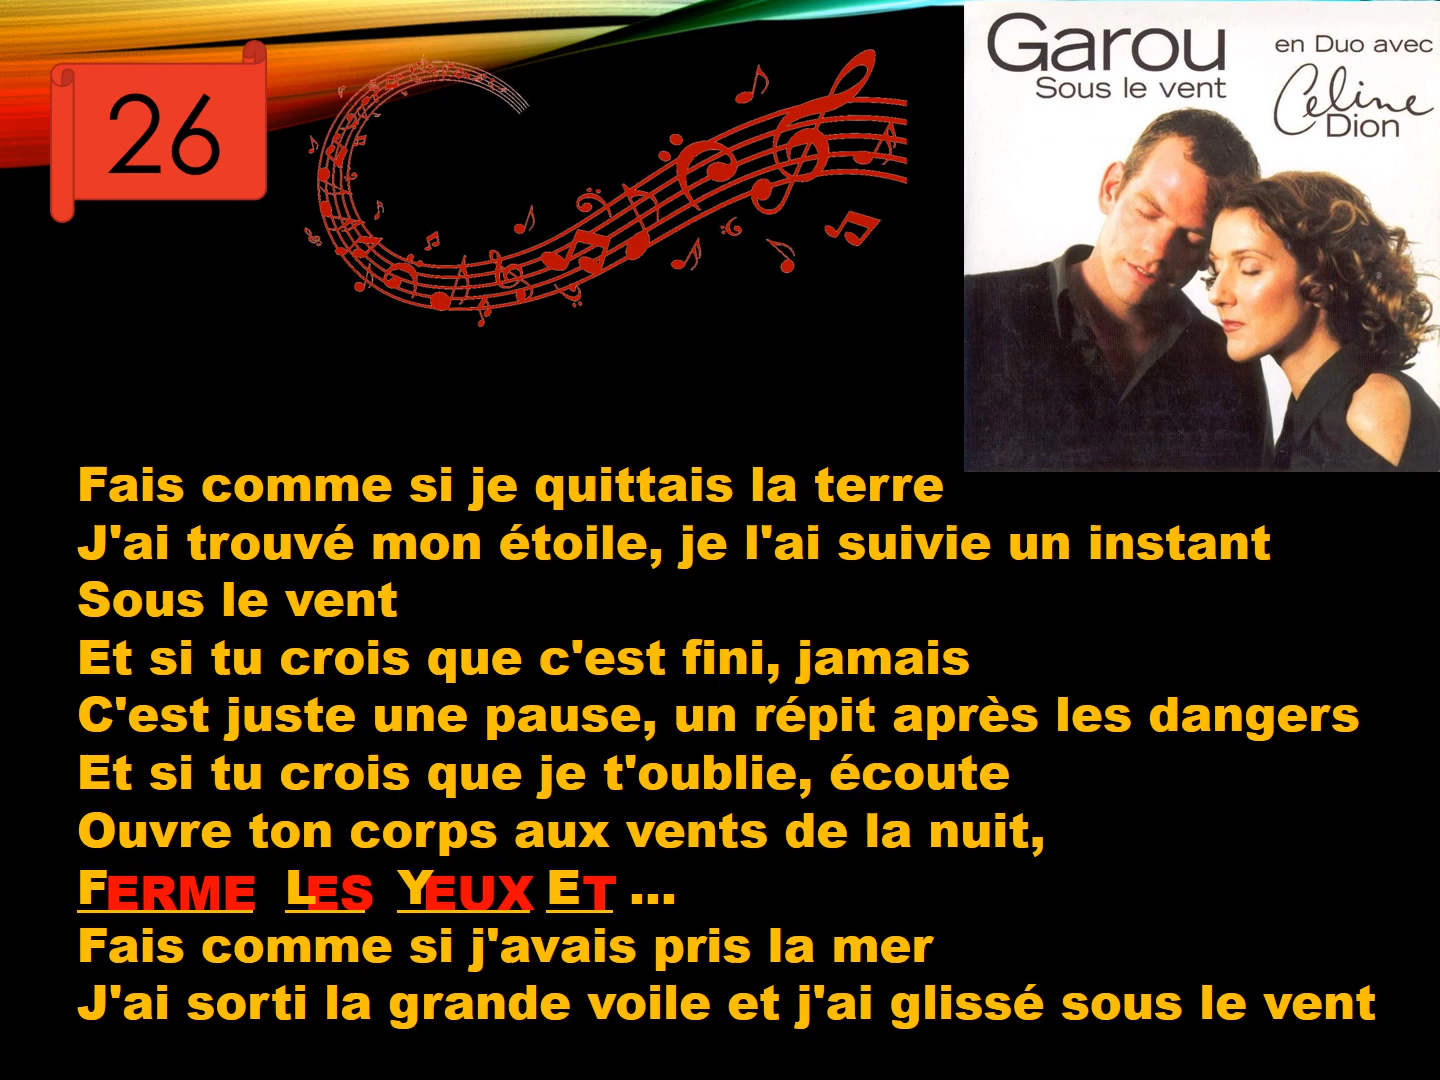 26
Garou
en Duo avec
Sous le vent
Celine
Dion
Fais comme si je quittais la terre
J'ai trouvé mon étoile, je l'ai suivie un instant
Sous le vent
Et si tu crois que c'est fini, jamais
C'est juste une pause, un répit après les dangers
Et si tu crois que je t'oublie, écoute
Ouvre ton corps aux vents de la nuit,
FERME LES YEUX ET ...
Fais comme si j'avais pris la mer
J'ai sorti la grande voile et j'ai glissé sous le vent